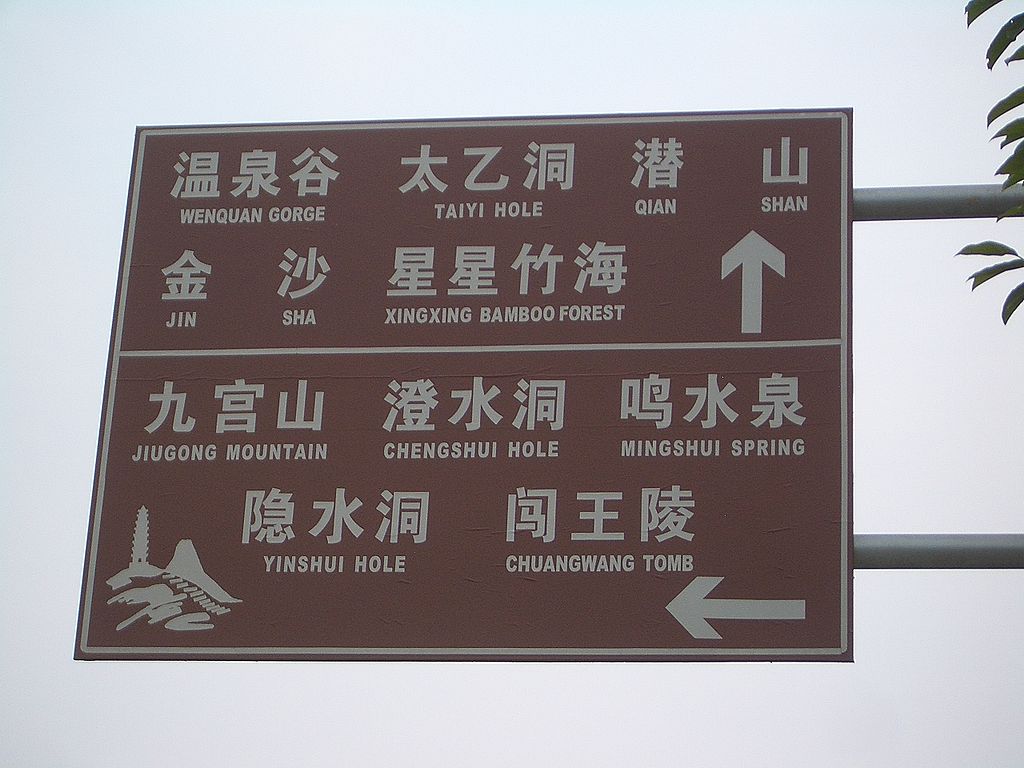 温泉谷 太乙洞 潜 山
WENQUAN GORGE TAIYI HOLE QIAN SHAN
金 沙 星星竹海
JIN SHA XINGXING BAMBOO FOREST
九宫山 澄水洞 鸣水泉
JIUGONG MOUNTAIN CHENGSHUI HOLE MINGSHUI SPRING
隐水洞 闯王陵
YINSHUI HOLE CHUANGWANG TOMB